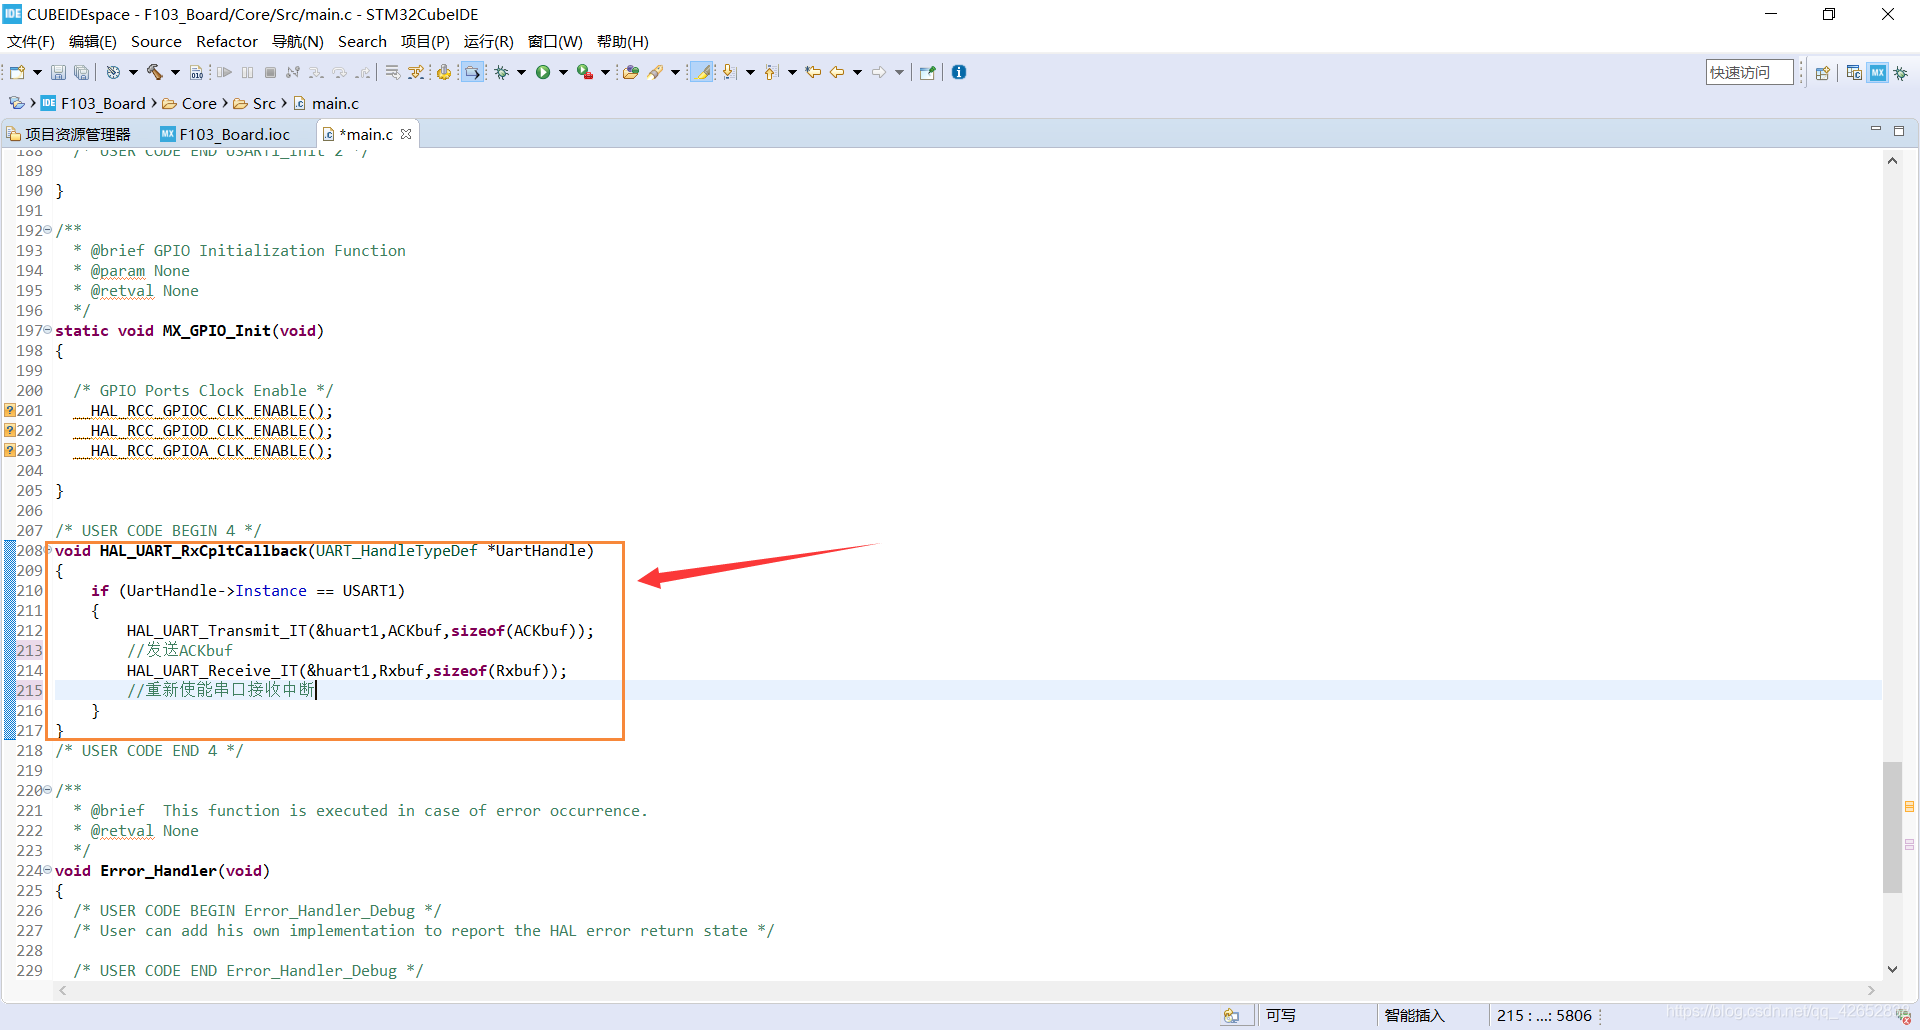 IDE CUBEIDEspace - F103_Board/Core/Src/main.c - STM32CubeIDE
文件(F) 编辑(E) Source Refactor 导航(N) Search 项目(P) 运行(R) 窗口(W) 帮助(H)
快速访问
MX
IDE F103_Board Core Src main.c
项目资源管理器 MX F103_Board.ioc *main.c
188 /* USER CODE END USART1_Init 2 */
189
190 }
191
192 /**
193 * @brief GPIO Initialization Function
194 * @param None
195 * @retval None
196 */
197 static void MX_GPIO_Init(void)
198 {
199
200 /* GPIO Ports Clock Enable */
201 __HAL_RCC_GPIOC_CLK_ENABLE();
202 __HAL_RCC_GPIOD_CLK_ENABLE();
203 __HAL_RCC_GPIOA_CLK_ENABLE();
204
205 }
206
207 /* USER CODE BEGIN 4 */
208 void HAL_UART_RxCpltCallback(UART_HandleTypeDef *UartHandle)
209 {
210 if (UartHandle->Instance == USART1)
211 {
212 HAL_UART_Transmit_IT(&huart1,ACKbuf,sizeof(ACKbuf));
213 //发送ACKbuf
214 HAL_UART_Receive_IT(&huart1,Rxbuf,sizeof(Rxbuf));
215 //重新使能串口接收中断
216 }
217 }
218 /* USER CODE END 4 */
219
220 /**
221 * @brief This function is executed in case of error occurrence.
222 * @retval None
223 */
224 void Error_Handler(void)
225 {
226 /* USER CODE BEGIN Error_Handler_Debug */
227 /* User can add his own implementation to report the HAL error return state */
228
229 /* USER CODE END Error_Handler_Debug */
可写 智能插入 215 : ...: 5806